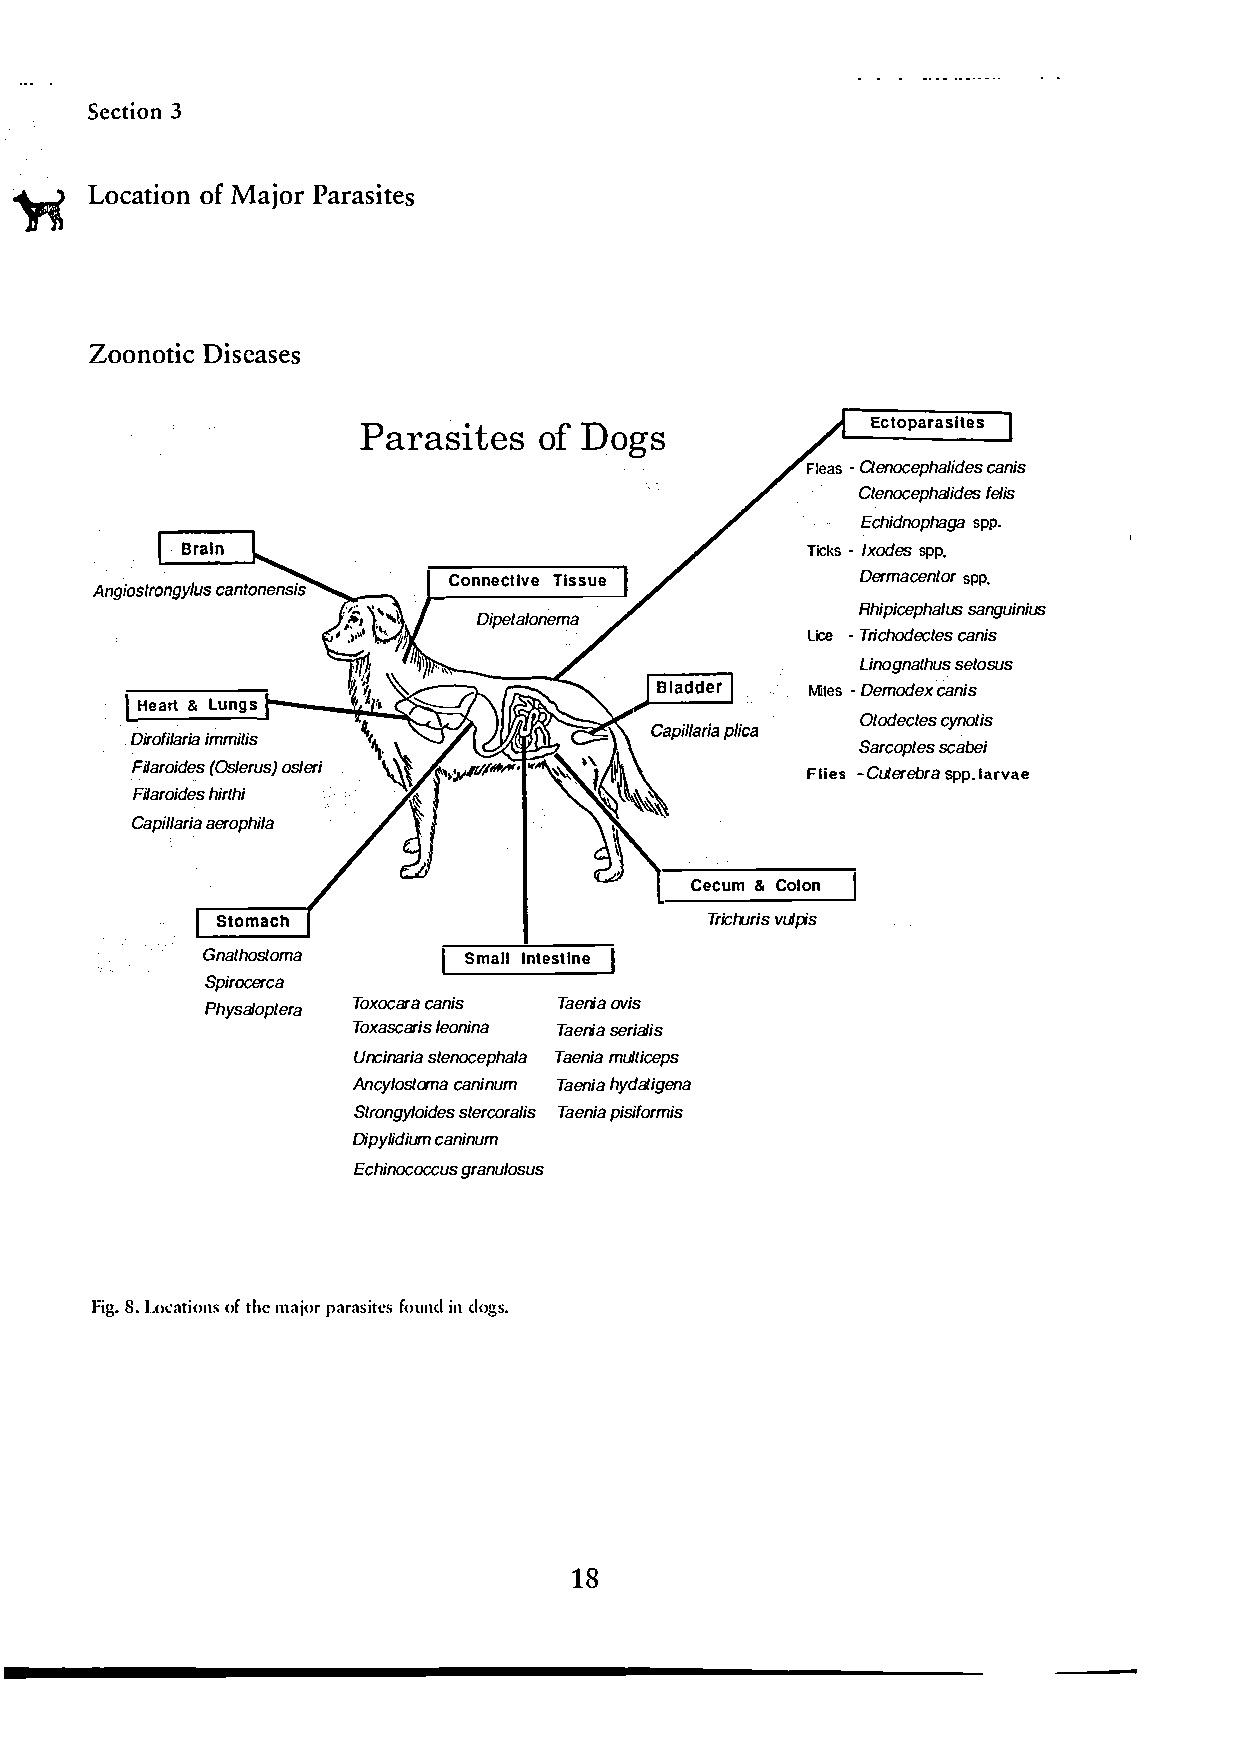 Section 3
Location of Major Parasites
Zoonotic Diseases
Parasites of Dogs
Ectoparasites
Fleas - Ctenocephalides canis
Ctenocephalides felis
Echidnophaga spp.
Ticks - Ixodes spp.
Dermacentor spp.
Rhipicephalus sanguinius
Lice - Trichodectes canis
Linognathus setosus
Mites - Demodex canis
Otodectes cynotis
Sarcoptes scabei
Flies - Cuterebra spp. larvae
Brain
Angiostrongylus cantonensis
Connective Tissue
Dipetalonema
Bladder
Capillaria plica
Heart & Lungs
Dirofilaria immitis
Filaroides (Oslerus) osleri
Filaroides hirthi
Capillaria aerophila
Cecum & Colon
Trichuris vulpis
Stomach
Gnathostoma
Spirocerca
Physaloptera
Small Intestine
Toxocara canis
Toxascaris leonina
Uncinaria stenocephala
Ancylostoma caninum
Strongyloides stercoralis
Dipylidium caninum
Echinococcus granulosus
Taenia ovis
Taenia serialis
Taenia multiceps
Taenia hydatigena
Taenia pisiformis
Fig. 8. Locations of the major parasites found in dogs.
18